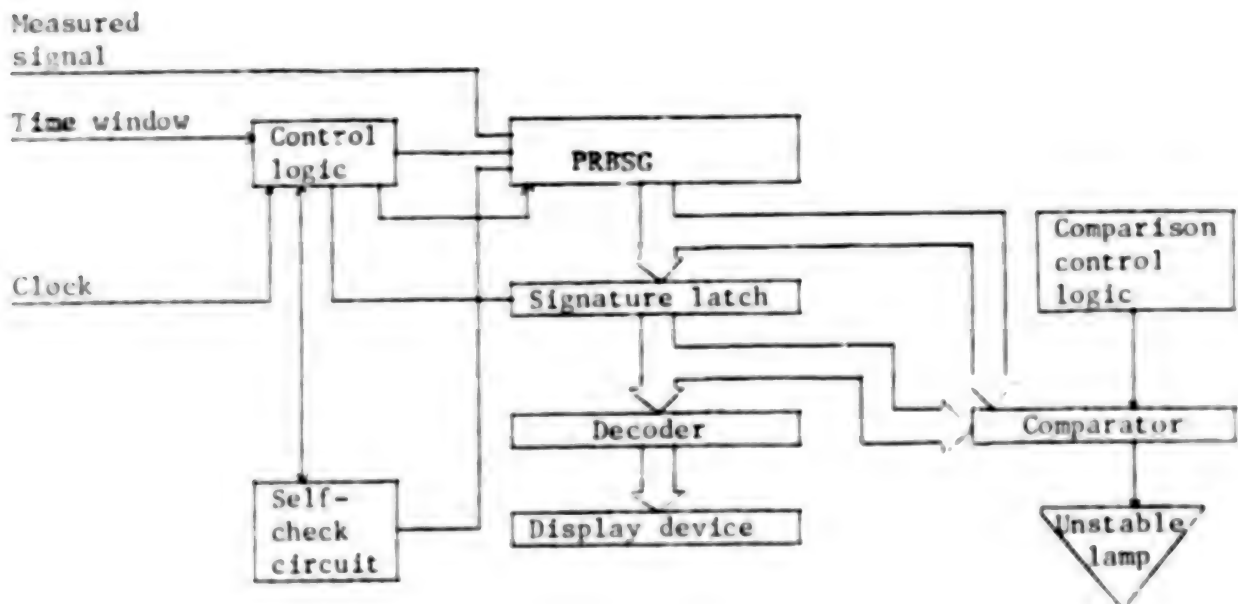 Measured
signal
Time window
Control
logic
PRBSG
Comparison
control
logic
Clock
Signature latch
Decoder
Comparator
Self-
check
circuit
Display device
Unstable
lamp